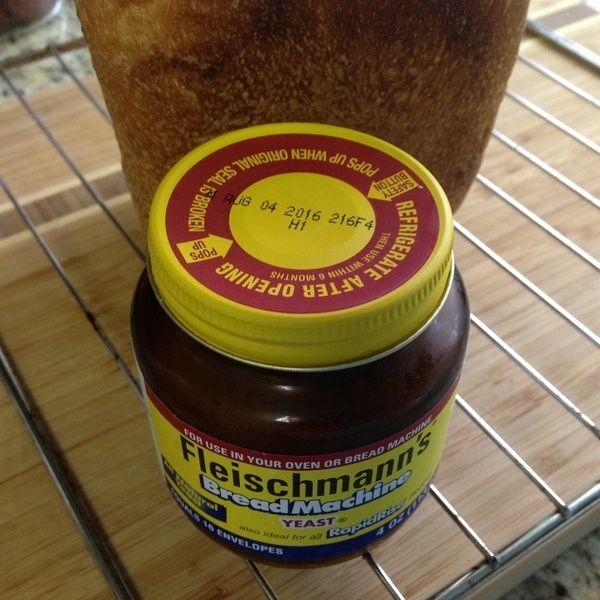 POPS UP WHEN ORIGINAL SEAL IS BROKEN
SAFETY
BUTTON
AUG 04 2016 216F4
H1
POPS
UP
REFRIGERATE AFTER OPENING
THEN USE WITHIN 6 MONTHS
FOR USE IN YOUR OVEN OR BREAD MACHINE
Fleischmann's
Bread Machine
YEAST
also ideal for all RapidRise
16 ENVELOPES
4 OZ